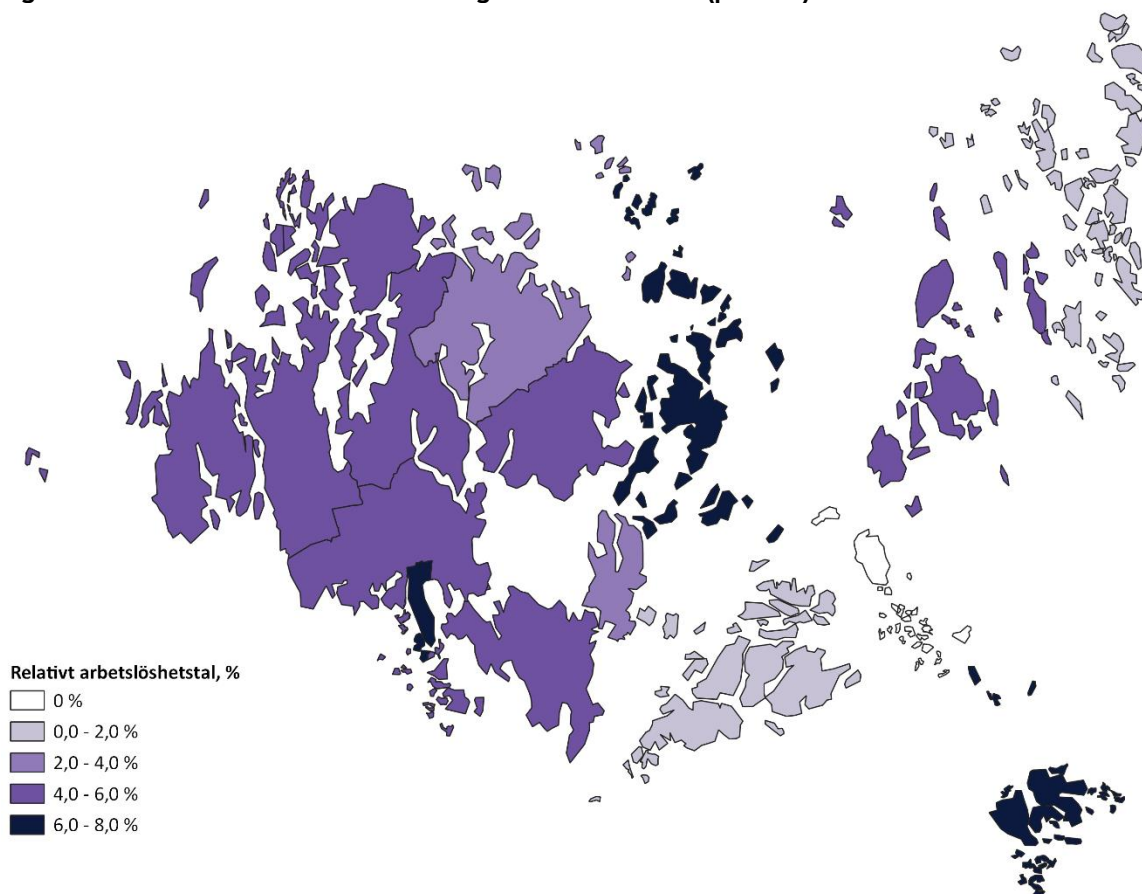 Relativt arbetslöshetstal, %
0 %
0,0 - 2,0 %
2,0 - 4,0 %
4,0 - 6,0 %
6,0 - 8,0 %